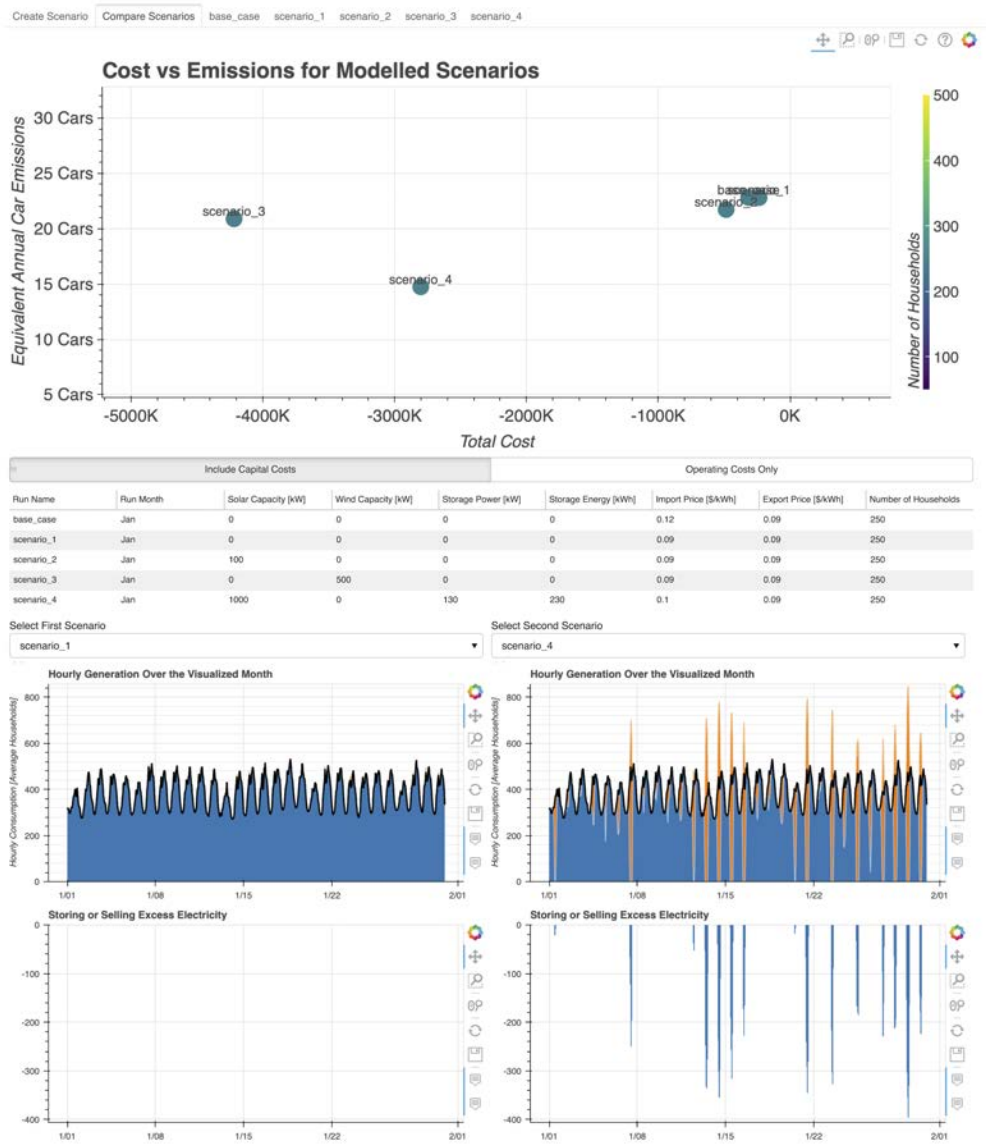 Create Scenario Compare Scenarios base_case scenario_1 scenario_2 scenario_3 scenario_4
Cost vs Emissions for Modelled Scenarios
Equivalent Annual Car Emissions
30 Cars
25 Cars
20 Cars
15 Cars
10 Cars
5 Cars
scenario_3
scenario_4
scenario_2
-5000K -4000K -3000K -2000K -1000K 0K
Total Cost
500
400
300
200
100
Number of Households
Include Capital Costs Operating Costs Only
Run Name Run Month Solar Capacity [kW] Wind Capacity [kW] Storage Power [kW] Storage Energy [kWh] Import Price [$/kWh] Export Price [$/kWh] Number of Households
base_case Jan 0 0 0 0 0.12 0.09 250
scenario_1 Jan 0 0 0 0 0.09 0.09 250
scenario_2 Jan 100 0 0 0 0.09 0.09 250
scenario_3 Jan 0 500 0 0 0.09 0.09 250
scenario_4 Jan 1000 0 130 230 0.1 0.09 250
Select First Scenario Select Second Scenario
scenario_1 scenario_4
Hourly Generation Over the Visualized Month
Hourly Consumption [Average Households]
800
600
400
200
0
1/01 1/08 1/15 1/22 2/01
Hourly Generation Over the Visualized Month
Hourly Consumption [Average Households]
800
600
400
200
0
1/01 1/08 1/15 1/22 2/01
Storing or Selling Excess Electricity
0
-100
-200
-300
-400
1/01 1/08 1/15 1/22 2/01
Storing or Selling Excess Electricity
0
-100
-200
-300
-400
1/01 1/08 1/15 1/22 2/01